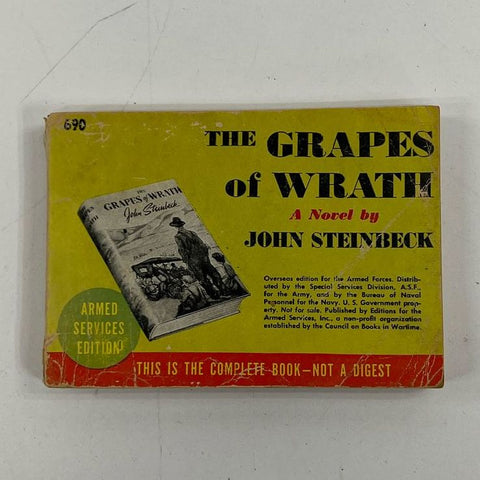 690
THE GRAPES
of WRATH
A Novel by
JOHN STEINBECK
THE
GRAPES of WRATH
John Steinbeck
Overseas edition for the Armed Forces. Distrib-
uted by the Special Services Division, A.S.F.,
for the Army, and by the Bureau of Naval
Personnel for the Navy. U. S. Government prop-
erty. Not for sale. Published by Editions for the
Armed Services, Inc., a non-profit organization
established by the Council on Books in Wartime.
ARMED
SERVICES
EDITION
THIS IS THE COMPLETE BOOK—NOT A DIGEST